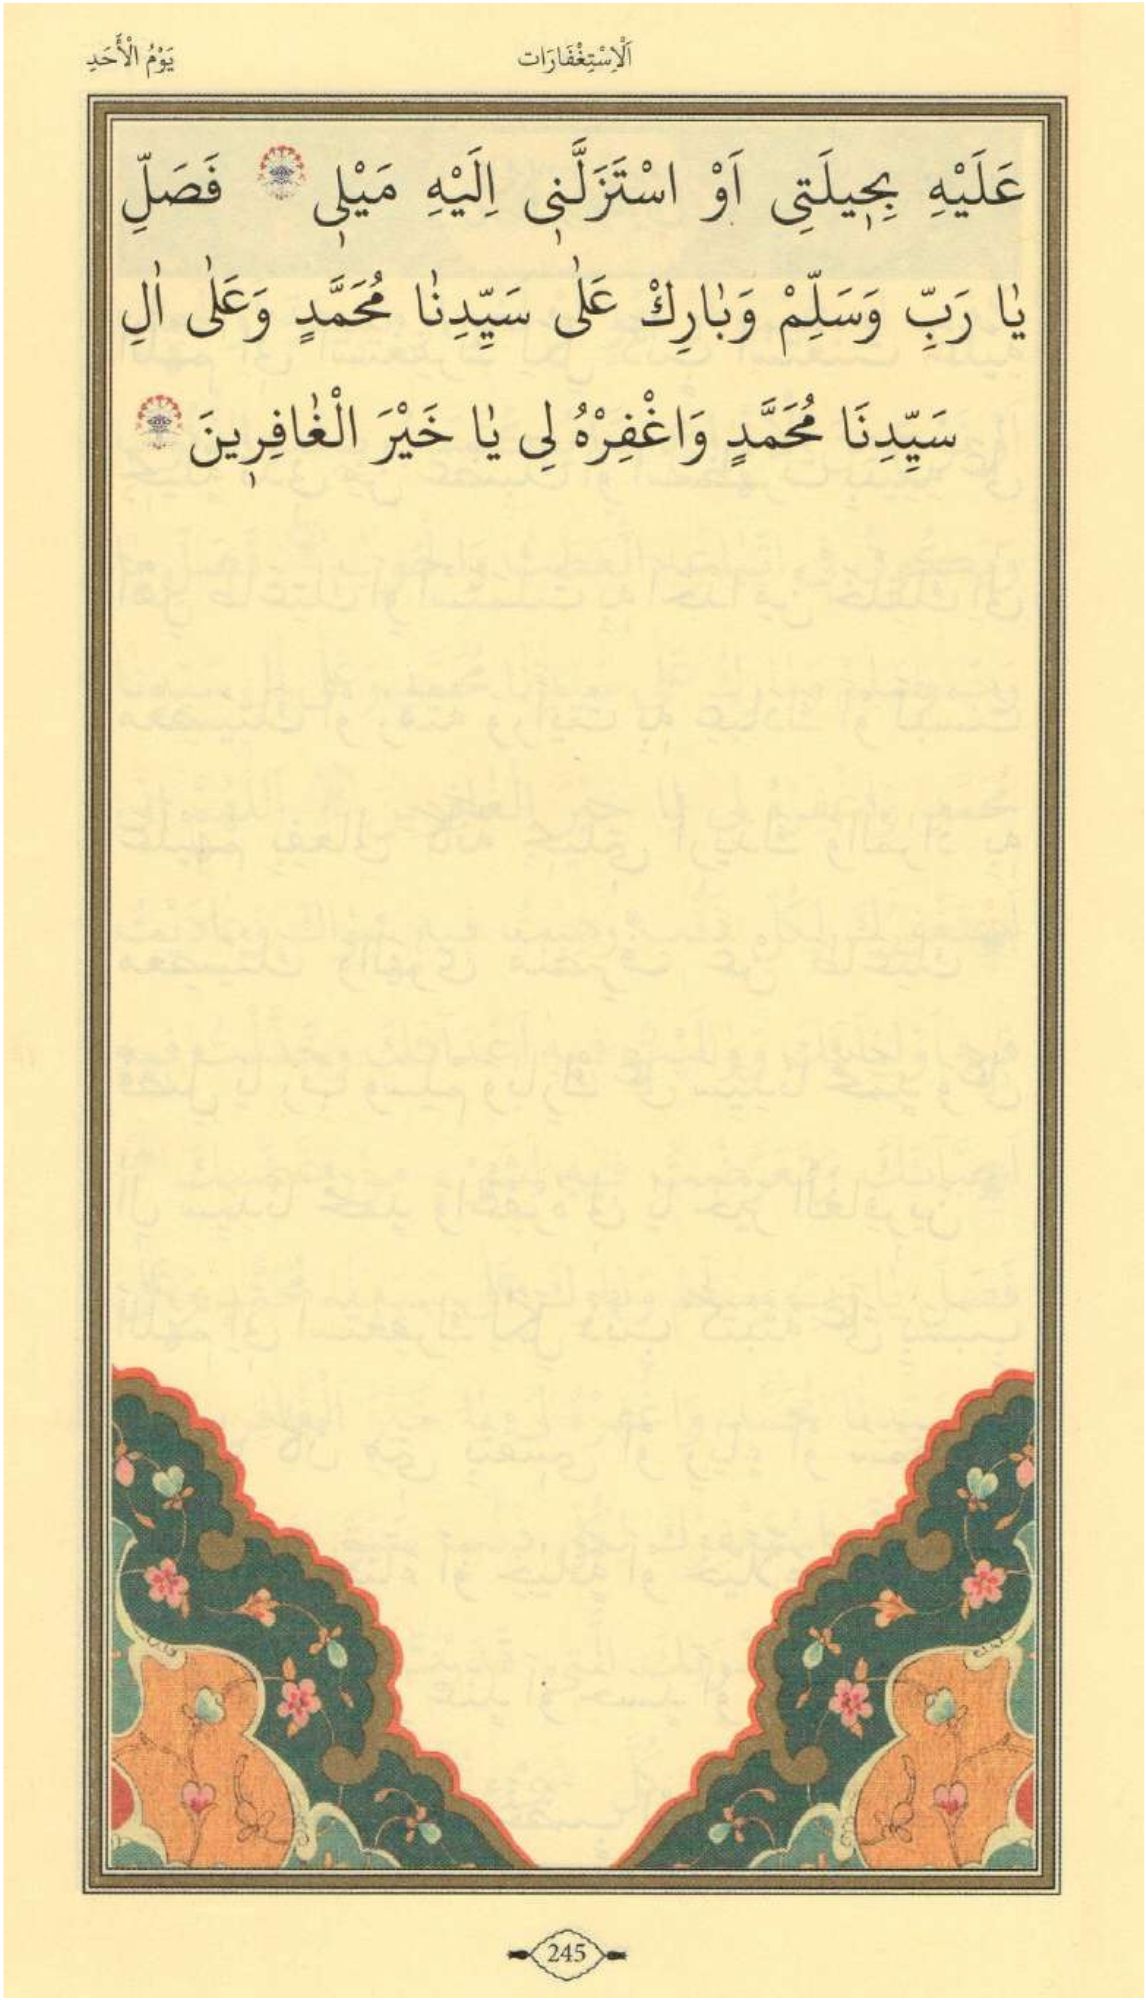 اَلْاِسْتِغْفَارَات
يَوْمُ الْأَحَدِ
عَلَيْهِ بِحٖيلَتِى اَوْ اسْتَزَلَّنٖى اِلَيْهِ مَيْلٖى فَصَلِّ
يٰا رَبِّ وَسَلِّمْ وَبٰارِكْ عَلٰى سَيِّدِنٰا مُحَمَّدٍ وَعَلٰى اٰلِ
سَيِّدِنَا مُحَمَّدٍ وَاغْفِرْهُ لِى يٰا خَيْرَ الْغٰافِرٖينَ
245